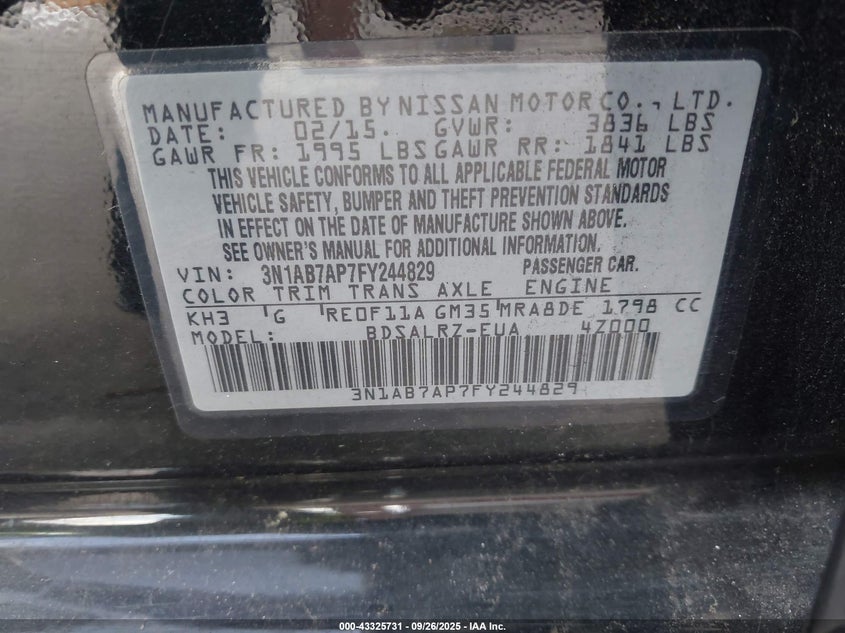 MANUFACTURED BY NISSAN MOTOR CO., LTD.
DATE: 02/15. GVWR: 3836 LBS
GAWR FR: 1995 LBS GAWR RR: 1841 LBS
THIS VEHICLE CONFORMS TO ALL APPLICABLE FEDERAL MOTOR
VEHICLE SAFETY, BUMPER AND THEFT PREVENTION STANDARDS
IN EFFECT ON THE DATE OF MANUFACTURE SHOWN ABOVE.
SEE OWNER'S MANUAL FOR ADDITIONAL INFORMATION.
VIN: 3N1AB7AP7FY244829 PASSENGER CAR.
COLOR TRIM TRANS AXLE ENGINE
KH3 G RE0F11A GM35 MRA8DE 1798 CC
MODEL: BDSALRZ-EUA 4Z000
3N1AB7AP7FY244829
000-43325731 - 09/26/2025 - IAA Inc.